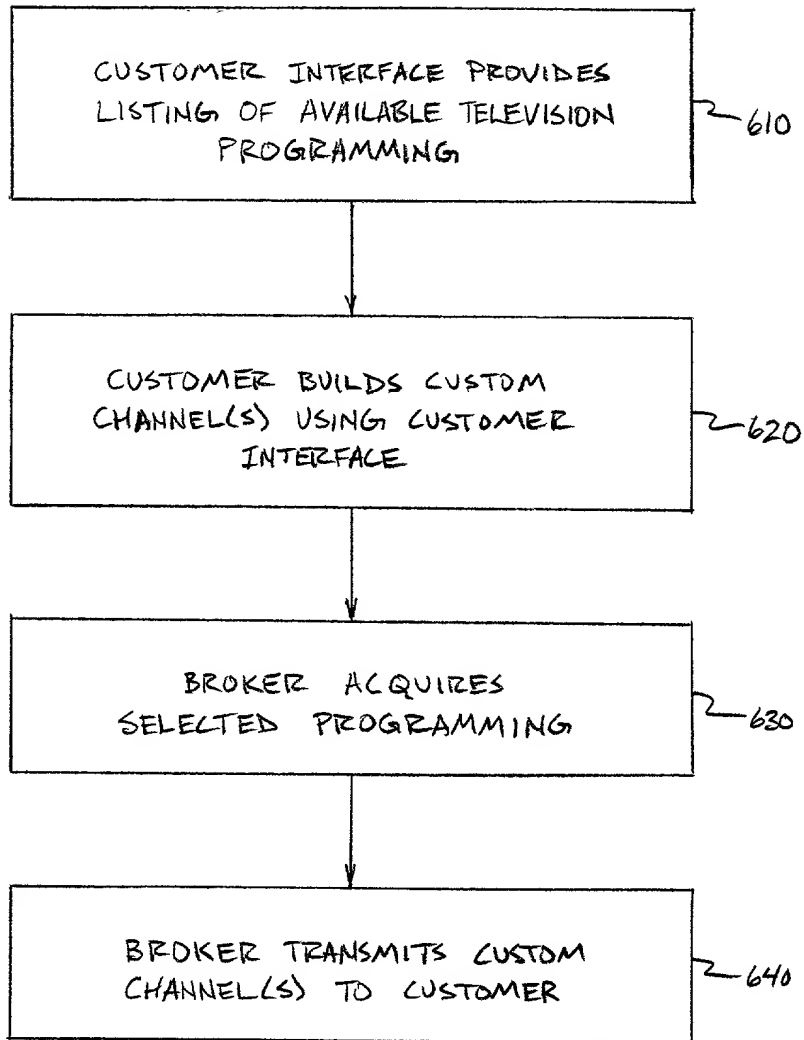 CUSTOMER INTERFACE PROVIDES
LISTING OF AVAILABLE TELEVISION
PROGRAMMING
610
CUSTOMER BUILDS CUSTOM
CHANNEL(S) USING CUSTOMER
INTERFACE
620
BROKER ACQUIRES
SELECTED PROGRAMMING
630
BROKER TRANSMITS CUSTOM
CHANNEL(S) TO CUSTOMER
640